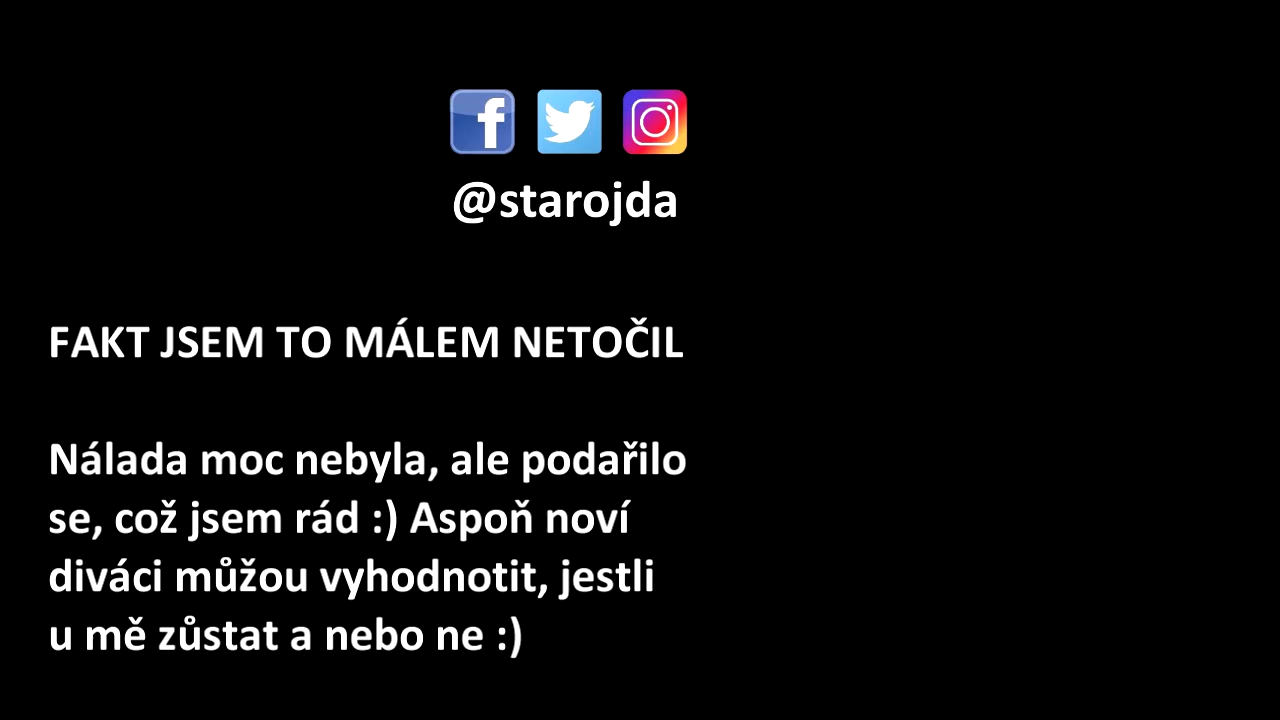 @starojda
FAKT JSEM TO MÁLEM NETOČIL
Nálada moc nebyla, ale podařilo
se, což jsem rád :) Aspoň noví
diváci můžou vyhodnotit, jestli
u mě zůstat a nebo ne :)